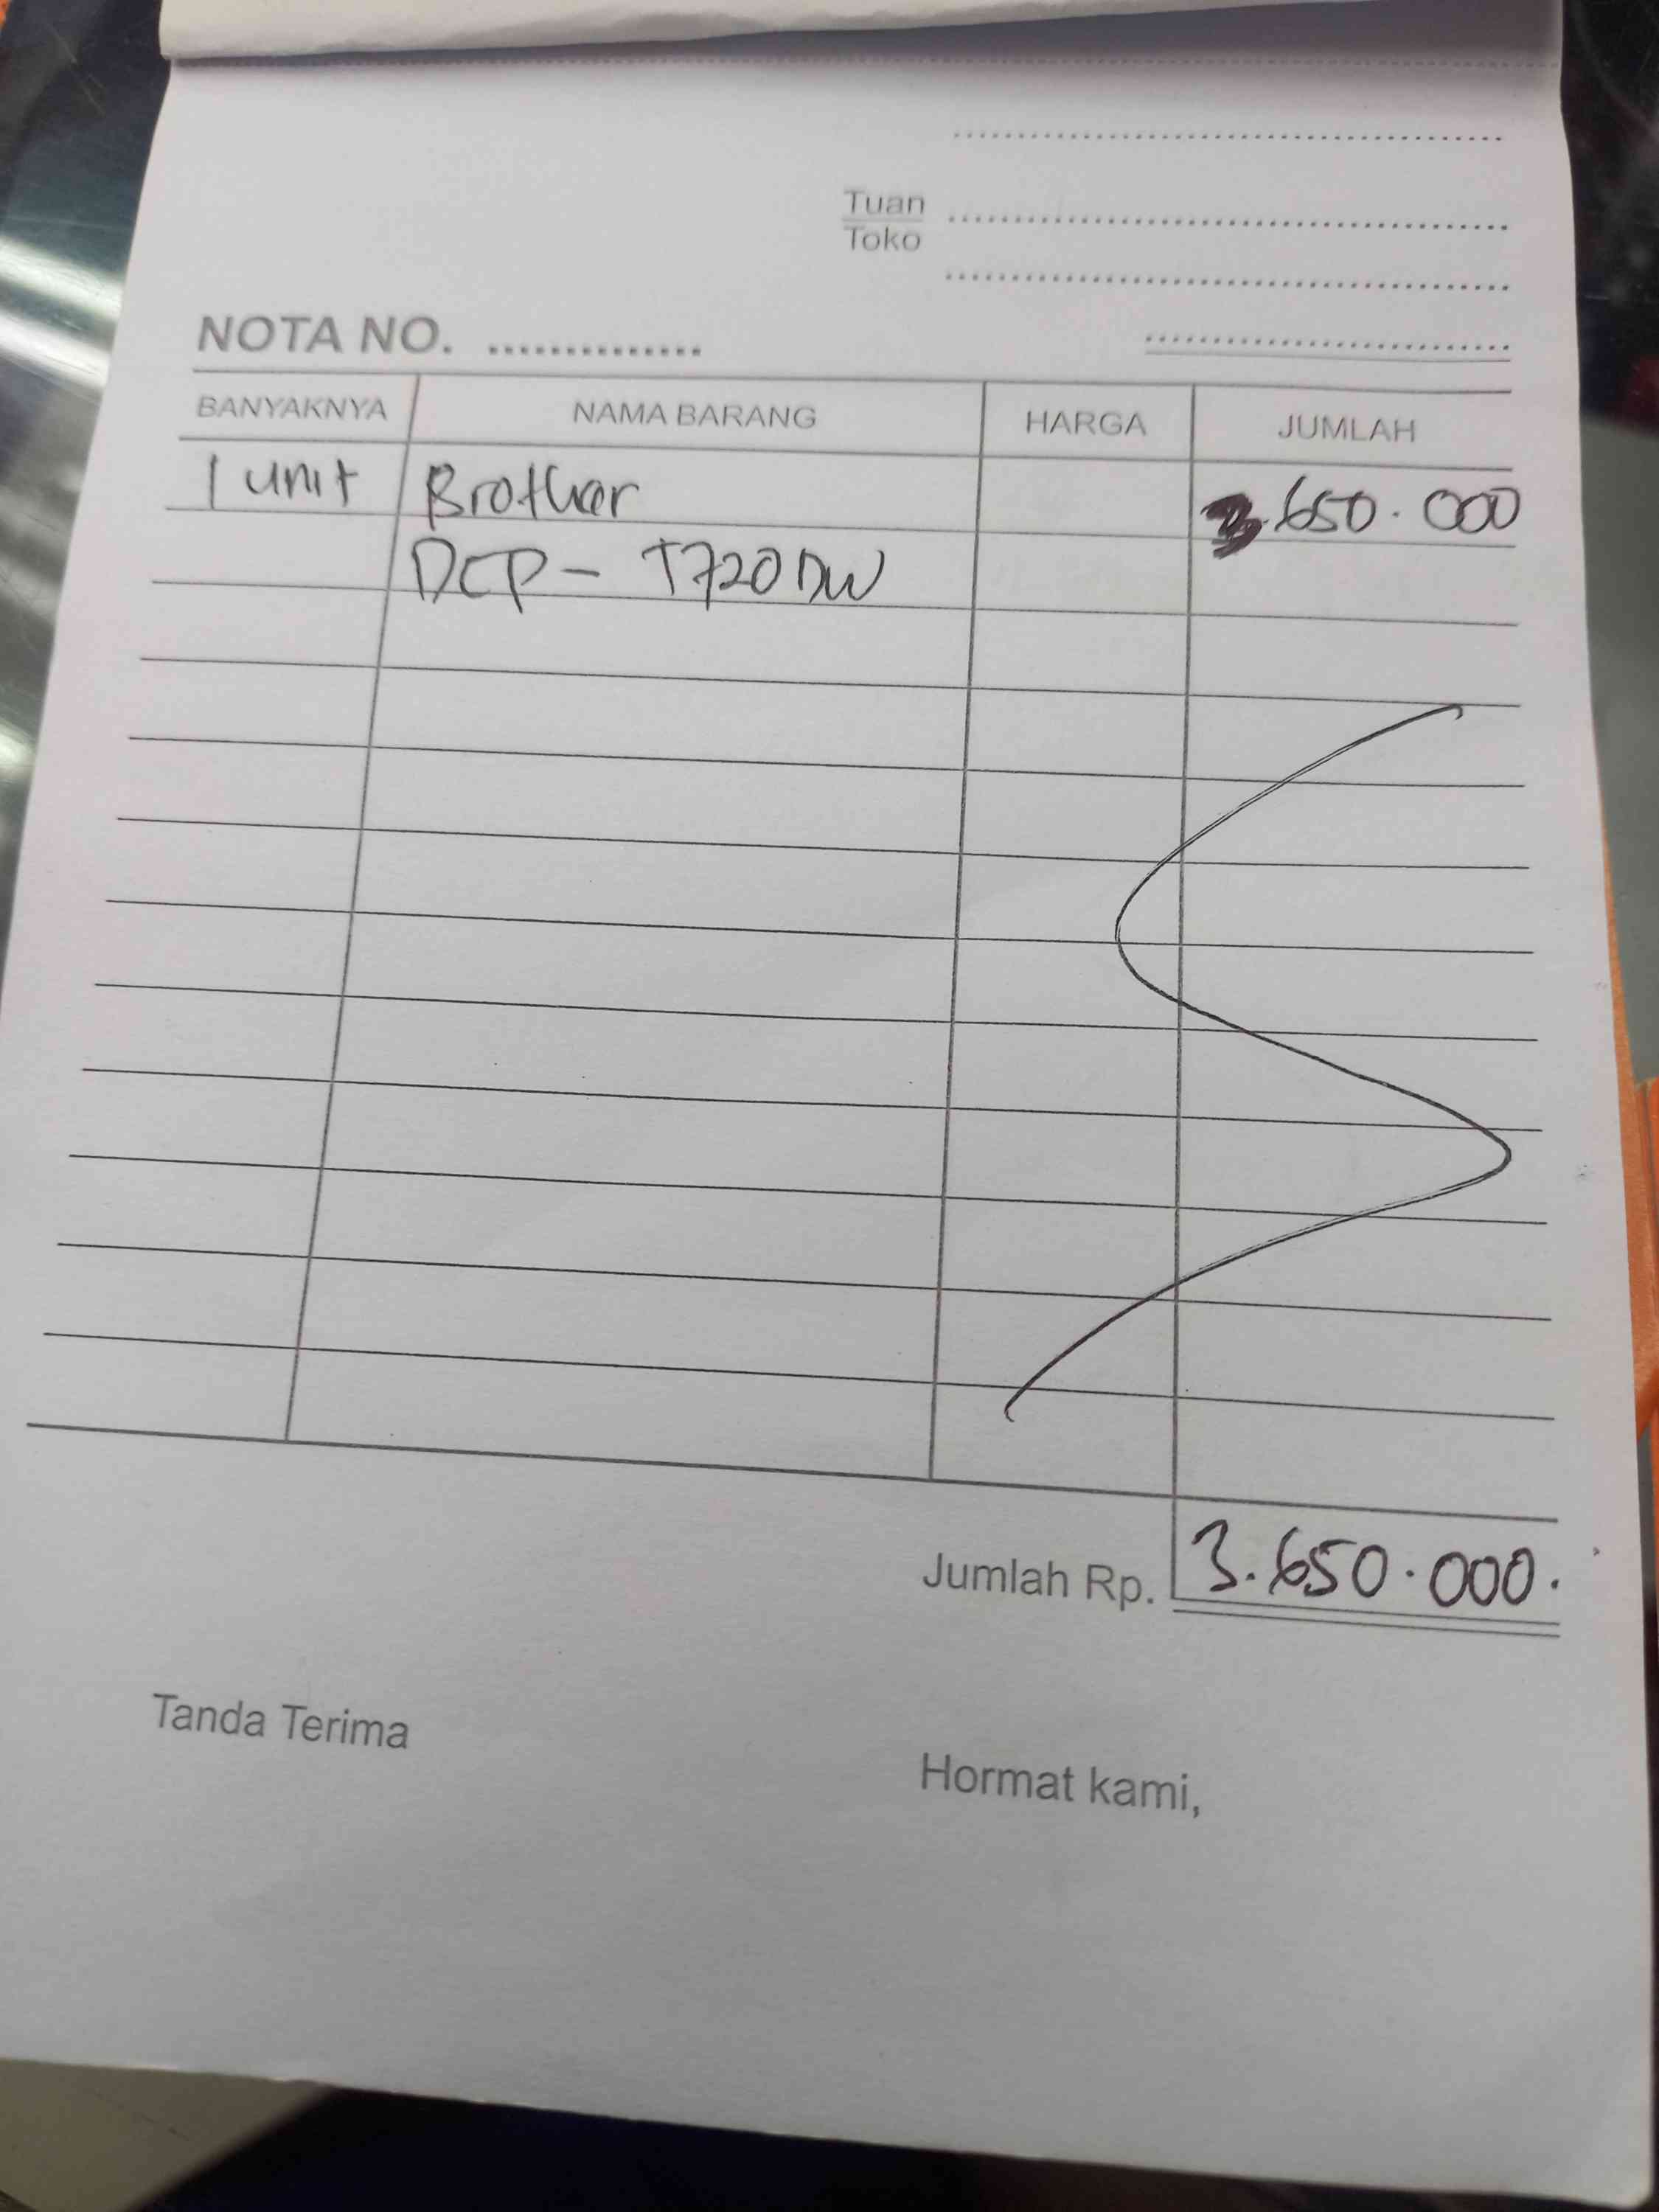 Tuan
Toko
NOTA NO. ..............
BANYAKNYA NAMA BARANG HARGA JUMLAH
1 unit Brother 3.650.000
DCP - T720DW
Jumlah Rp. 3.650.000.
Tanda Terima
Hormat kami,